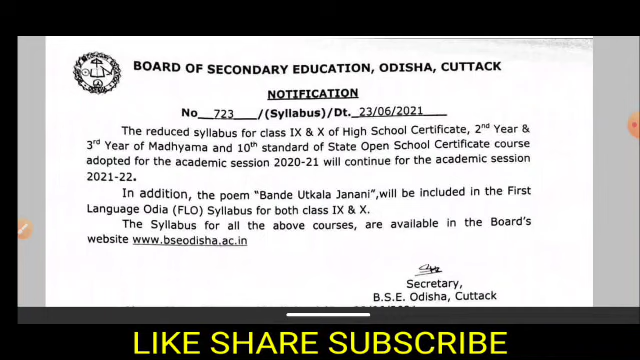 BOARD OF SECONDARY EDUCATION, ODISHA, CUTTACK
NOTIFICATION
No 723 /(Syllabus)/Dt. 23/06/2021
The reduced syllabus for class IX & X of High School Certificate, 2nd Year &
3rd Year of Madhyama and 10th standard of State Open School Certificate course
adopted for the academic session 2020-21 will continue for the academic session
2021-22.
In addition, the poem "Bande Utkala Janani", will be included in the First
Language Odia (FLO) Syllabus for both class IX & X.
The Syllabus for all the above courses, are available in the Board's
website www.bseodisha.ac.in
Secretary,
B.S.E. Odisha, Cuttack
LIKE SHARE SUBSCRIBE